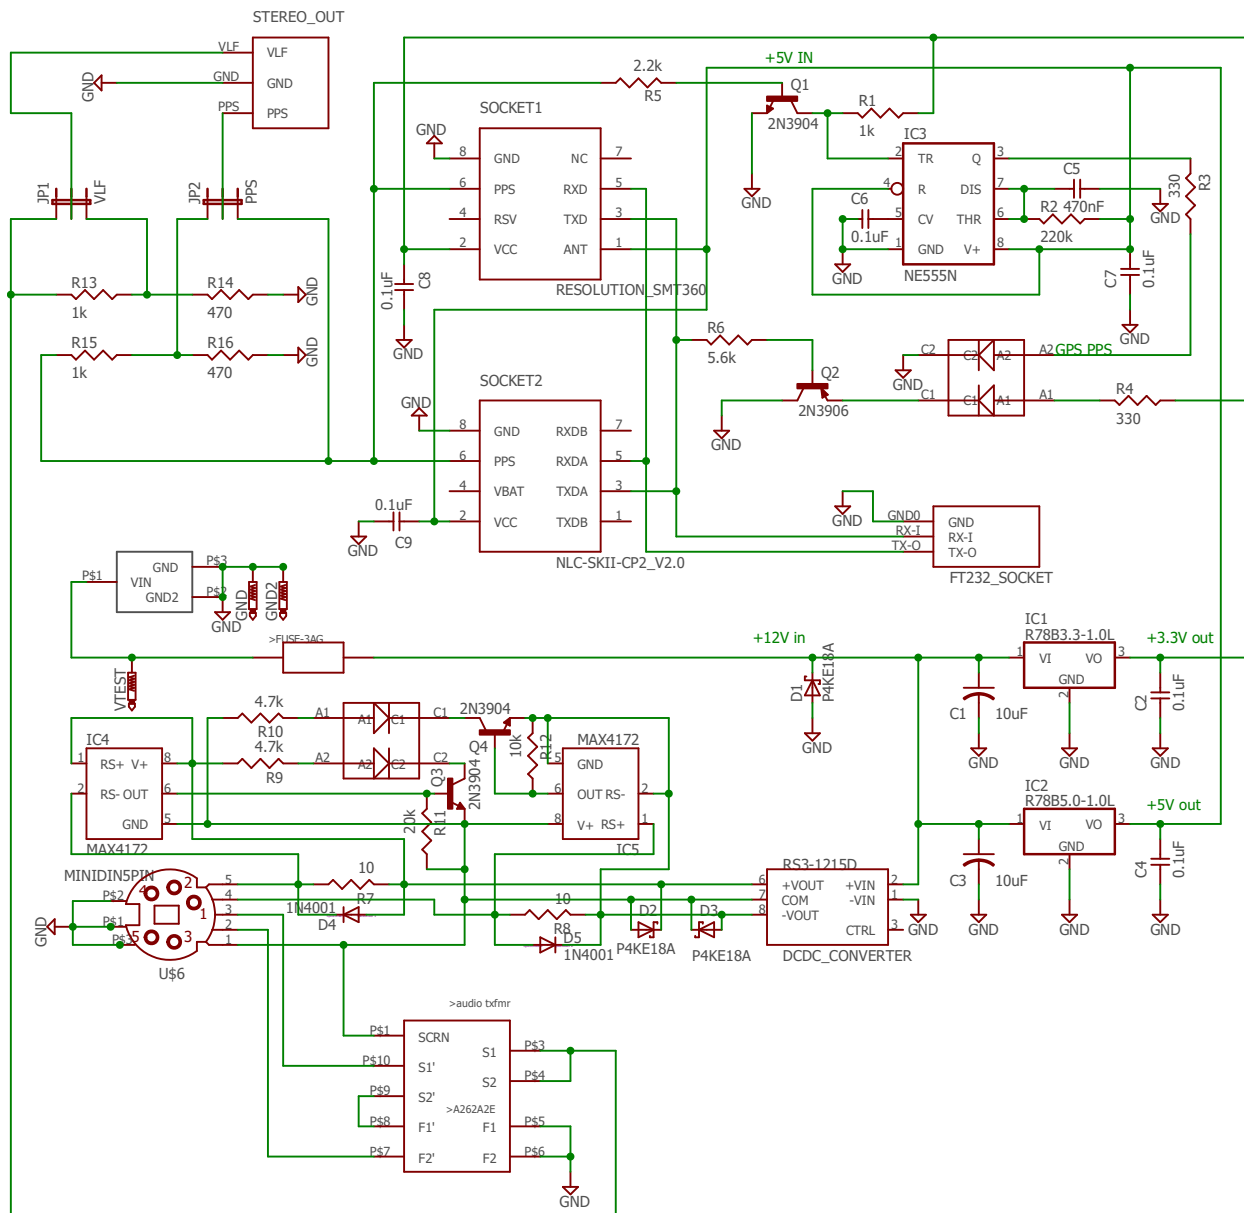 STEREO_OUT
VLF VLF
GND GND GND
PPS PPS
JP1 VLF
JP2 PPS
R13
1k
R14
470
GND
R15
1k
R16
470
GND
+5V IN
2.2k
R5
Q1
2N3904
R1
1k
GND
SOCKET1
GND
8 GND NC 7
6 PPS RXD 5
4 RSV TXD 3
2 VCC ANT 1
RESOLUTION_SMT360
0.1uF C8
GND
IC3
2 TR Q 3
4 R DIS 7
5 CV THR 6
1 GND V+ 8
NE555N
C6
0.1uF
GND
C5
R2 470nF
220k
330 R3
GND
C7 0.1uF
GND
R6
5.6k
Q2
2N3906
GND
C2 C2 A2 A2 GPS PPS
GND
C1 C1 A1 A1
R4
330
SOCKET2
GND
8 GND RXDB 7
6 PPS RXDA 5
4 VBAT TXDA 3
2 VCC TXDB 1
NLC-SKII-CP2_V2.0
0.1uF
C9
GND
GND
GND0 GND
RX-I RX-I
TX-O TX-O
FT232_SOCKET
P$1 VIN
GND P$3
GND2 P$2
GND
GND
GND2
>FUSE-3AG
VTEST
+12V in
D1 P4KE18A
GND
IC1
R78B3.3-1.0L
1 VI VO 3
GND
2
+3.3V out
C1 10uF
GND
GND
C2 0.1uF
GND
IC2
R78B5.0-1.0L
1 VI VO 3
GND
2
+5V out
C3 10uF
GND
GND
C4 0.1uF
GND
4.7k
R10
4.7k
R9
A1 A1 C1 C1
A2 A2 C2 C2
2N3904
Q4
Q3
2N3904
10k R12
20k R11
IC4
1 RS+ V+ 8
2 RS- OUT 6
GND 5
MAX4172
MAX4172
5 GND
6 OUT RS- 2
8 V+ RS+ 1
IC5
MINIDIN5PIN
P$2
P$1
P$3
GND
4 2
1
5 3
5
4
3
2
1
U$6
10
R7
1N4001
D4
10
R8
D5
1N4001
D2
P4KE18A
D3
P4KE18A
RS3-1215D
6 +VOUT +VIN 2
7 COM -VIN 1
8 -VOUT
CTRL 3
DCDC_CONVERTER
GND
>audio txfmr
P$1 SCRN
P$10 S1'
P$9 S2'
P$8 F1'
P$7 F2'
S1 P$3
S2 P$4
>A262A2E
F1 P$5
F2 P$6
GND